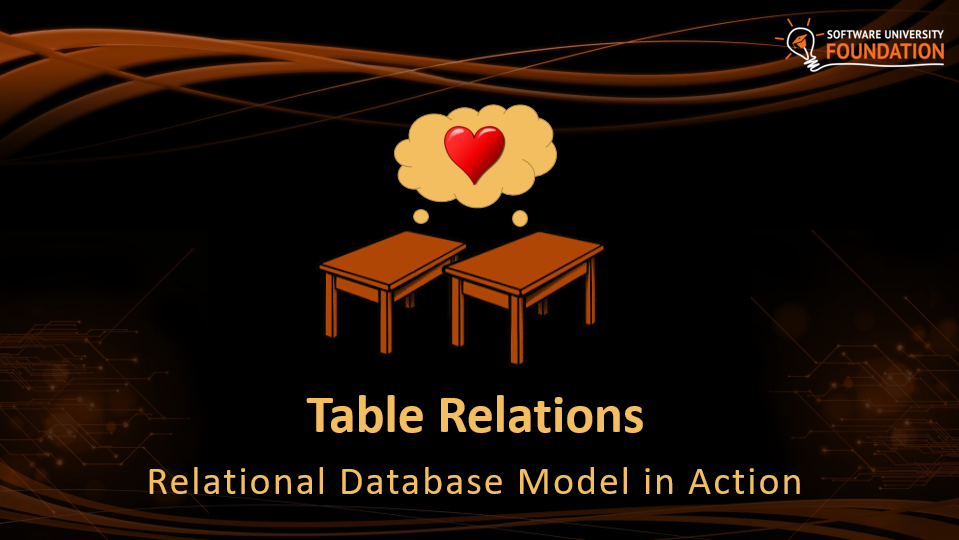 SOFTWARE UNIVERSITY
FOUNDATION
Table Relations
Relational Database Model in Action